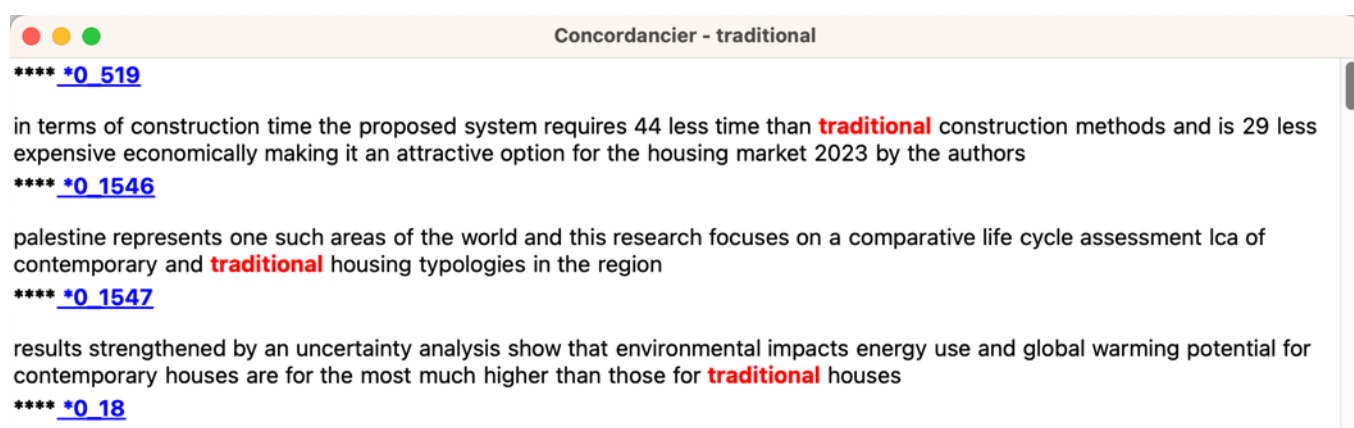 Concordancier - traditional
**** *0_519
in terms of construction time the proposed system requires 44 less time than traditional construction methods and is 29 less
expensive economically making it an attractive option for the housing market 2023 by the authors
**** *0_1546
palestine represents one such areas of the world and this research focuses on a comparative life cycle assessment lca of
contemporary and traditional housing typologies in the region
**** *0_1547
results strengthened by an uncertainty analysis show that environmental impacts energy use and global warming potential for
contemporary houses are for the most much higher than those for traditional houses
**** *0_18